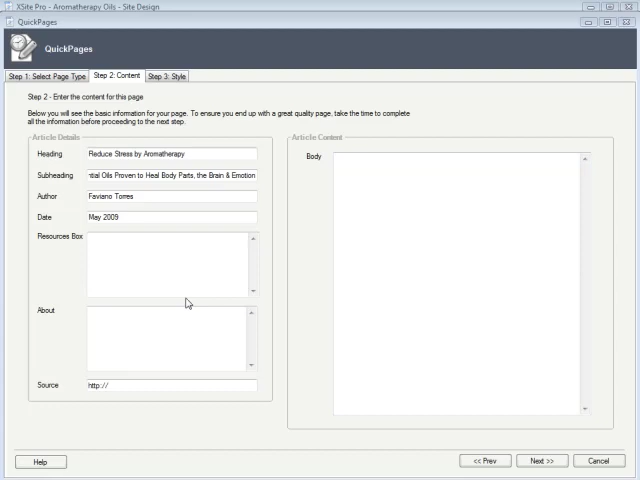 XSite Pro - Aromatherapy Oils - Site Design
QuickPages
QuickPages
Step 1: Select Page Type
Step 2: Content
Step 3: Style
Step 2 - Enter the content for this page
Below you will see the basic information for your page. To ensure you end up with a great quality page, take the time to complete
all the information before proceeding to the next step.
Article Details
Heading
Reduce Stress by Aromatherapy
Subheading
ntial Oils Proven to Heal Body Parts, the Brain & Emotion
Author
Faviano Torres
Date
May 2009
Resources Box
About
Source
http://
Article Content
Body
Help
<< Prev
Next >>
Cancel